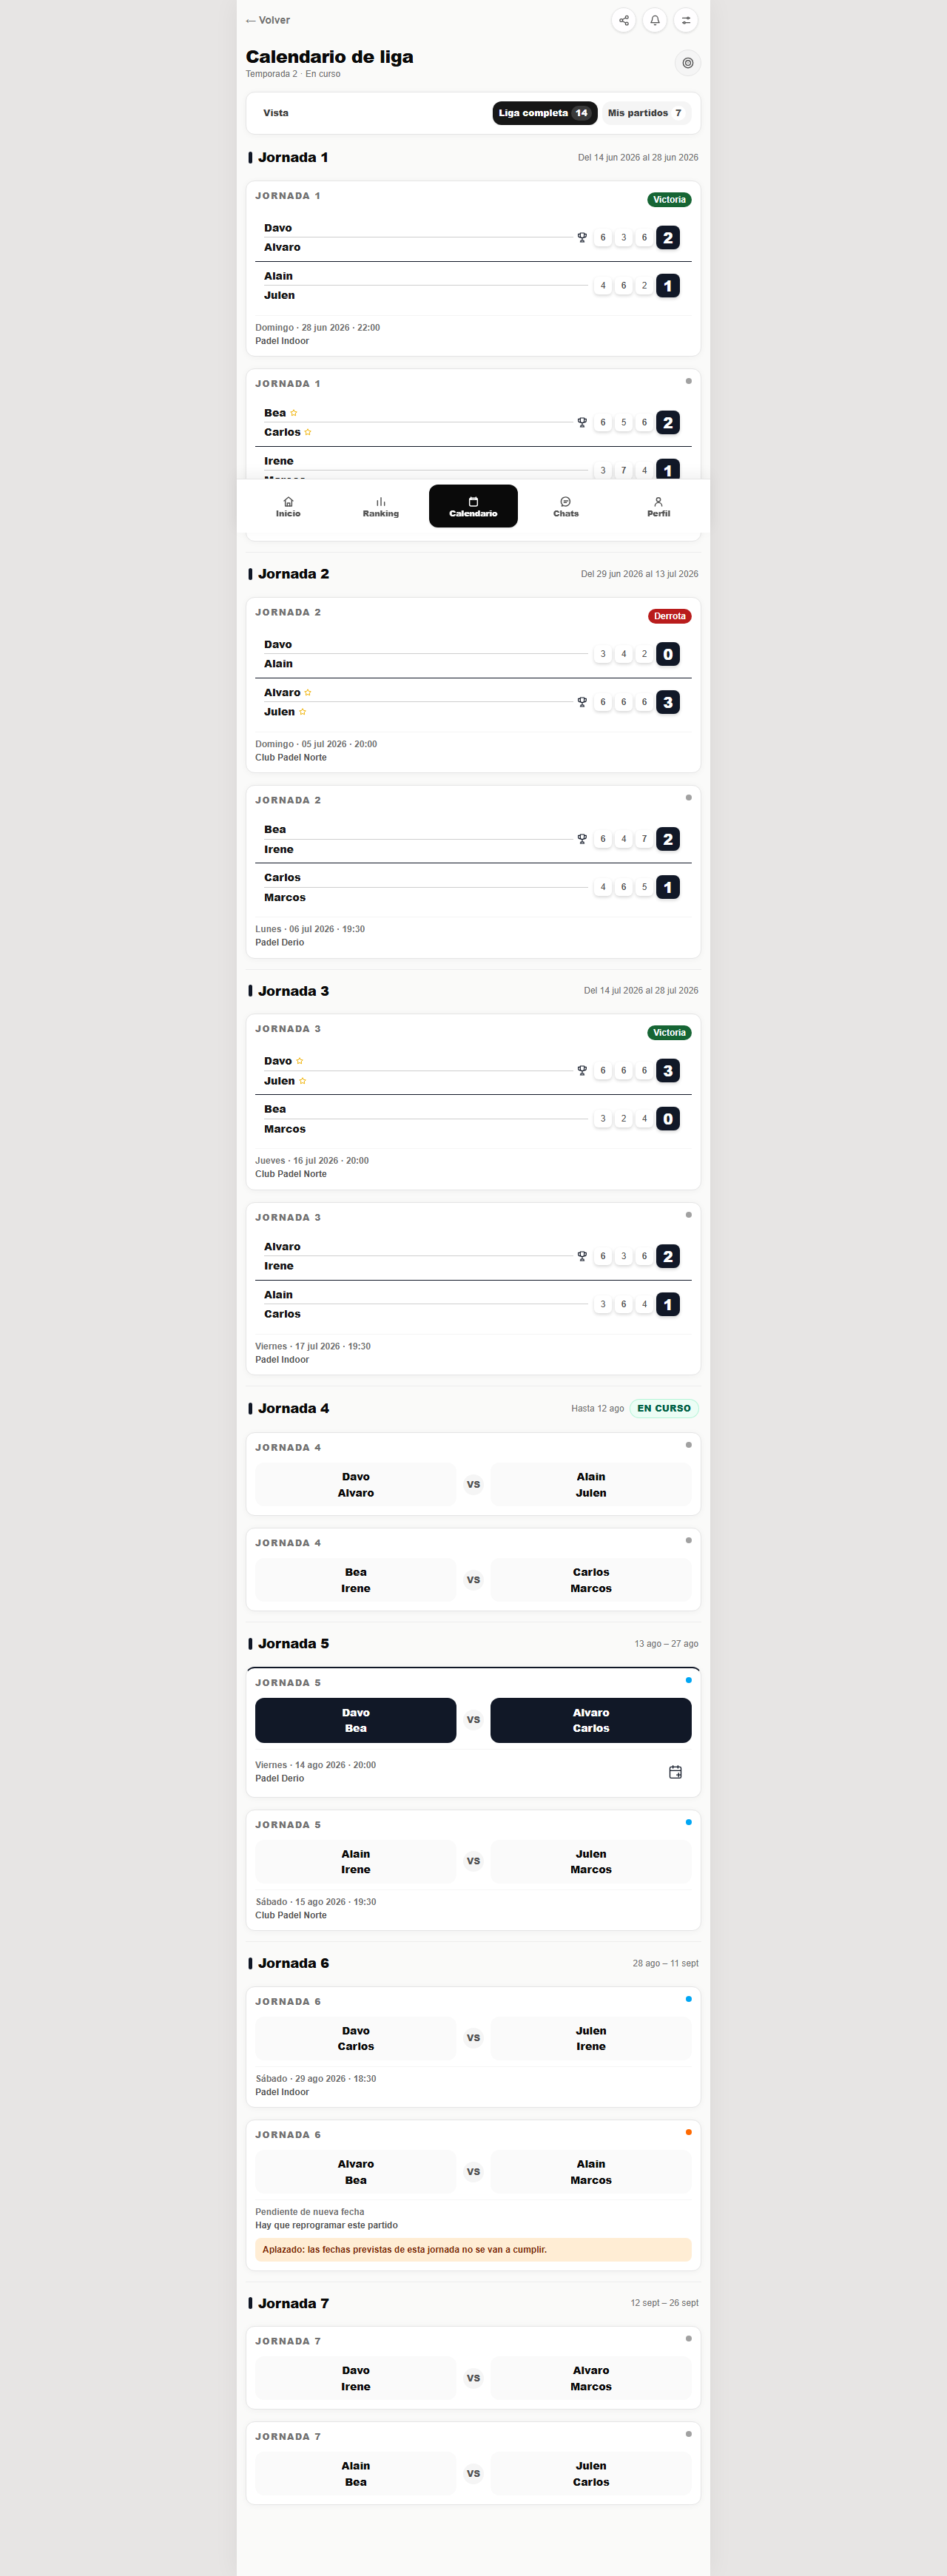 ← Volver
Calendario de liga
Temporada 2 · En curso
Vista
Liga completa 14
Mis partidos 7
Jornada 1
Del 14 jun 2026 al 28 jun 2026
JORNADA 1
Victoria
Davo
Alvaro
6 3 6 2
Alain
Julen
4 6 2 1
Domingo · 28 jun 2026 · 22:00
Padel Indoor
JORNADA 1
Bea
Carlos
6 5 6 2
Irene
3 7 4 1
Inicio
Ranking
Calendario
Chats
Perfil
Jornada 2
Del 29 jun 2026 al 13 jul 2026
JORNADA 2
Derrota
Davo
Alain
3 4 2 0
Alvaro
Julen
6 6 6 3
Domingo · 05 jul 2026 · 20:00
Club Padel Norte
JORNADA 2
Bea
Irene
6 4 7 2
Carlos
Marcos
4 6 5 1
Lunes · 06 jul 2026 · 19:30
Padel Derio
Jornada 3
Del 14 jul 2026 al 28 jul 2026
JORNADA 3
Victoria
Davo
Julen
6 6 6 3
Bea
Marcos
3 2 4 0
Jueves · 16 jul 2026 · 20:00
Club Padel Norte
JORNADA 3
Alvaro
Irene
6 3 6 2
Alain
Carlos
3 6 4 1
Viernes · 17 jul 2026 · 19:30
Padel Indoor
Jornada 4
Hasta 12 ago
EN CURSO
JORNADA 4
Davo
Alvaro
VS
Alain
Julen
JORNADA 4
Bea
Irene
VS
Carlos
Marcos
Jornada 5
13 ago – 27 ago
JORNADA 5
Davo
Bea
VS
Alvaro
Carlos
Viernes · 14 ago 2026 · 20:00
Padel Derio
JORNADA 5
Alain
Irene
VS
Julen
Marcos
Sábado · 15 ago 2026 · 19:30
Club Padel Norte
Jornada 6
28 ago – 11 sept
JORNADA 6
Davo
Carlos
VS
Julen
Irene
Sábado · 29 ago 2026 · 18:30
Padel Indoor
JORNADA 6
Alvaro
Bea
VS
Alain
Marcos
Pendiente de nueva fecha
Hay que reprogramar este partido
Aplazado: las fechas previstas de esta jornada no se van a cumplir.
Jornada 7
12 sept – 26 sept
JORNADA 7
Davo
Irene
VS
Alvaro
Marcos
JORNADA 7
Alain
Bea
VS
Julen
Carlos